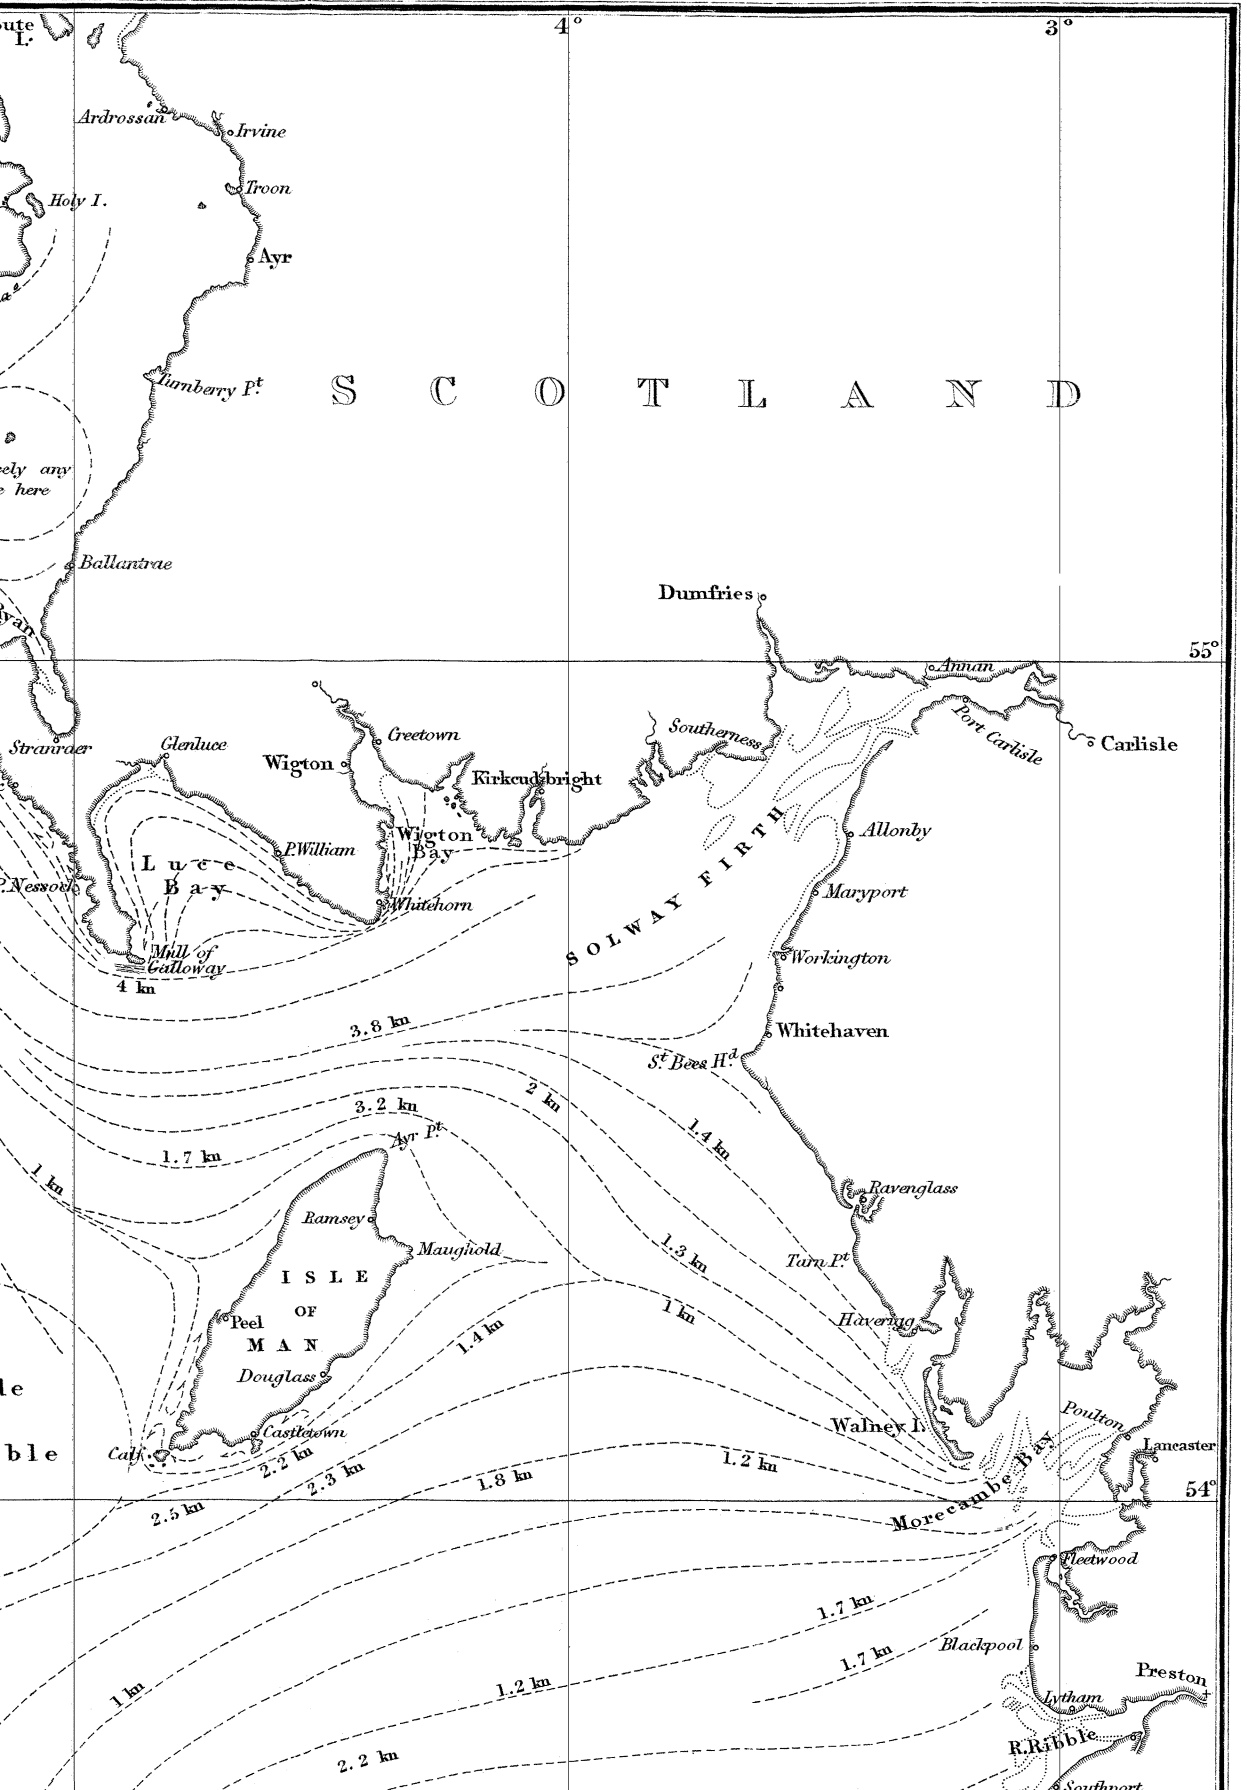 4°
3°
I.
Ardrossan
Irvine
Troon
Holy I.
Ayr
Turnberry Pt.
SCOTLAND
any
here
Ballantrae
Dumfries
55°
Annan
Stranraer
Glenluce
Creetown
Southerness
Port Carlisle
Carlisle
Wigton
Kirkcudbright
Wigton
Bay
Allonby
P. William
Luce
Bay
P. Nessock
Whitehorn
Maryport
SOLWAY FIRTH
Mull of
Galloway
4 kn
Workington
3.8 kn
Whitehaven
St. Bees Hd.
2 kn
3.2 kn
Ayr Pt.
1.4 kn
1.7 kn
1 kn
Ravenglass
Ramsey
Maughold
1.3 kn
Tarn Pt.
ISLE
OF
MAN
Peel
1 kn
Haverigg
1.4 kn
Douglass
Walney I.
Poulton
Castletown
Calf
Lancaster
2.2 kn
2.3 kn
1.8 kn
1.2 kn
Morecambe Bay
54°
2.5 kn
Fleetwood
1.7 kn
Blackpool
1.7 kn
Preston
1 kn
1.2 kn
Lytham
R. Ribble
2.2 kn
Southport